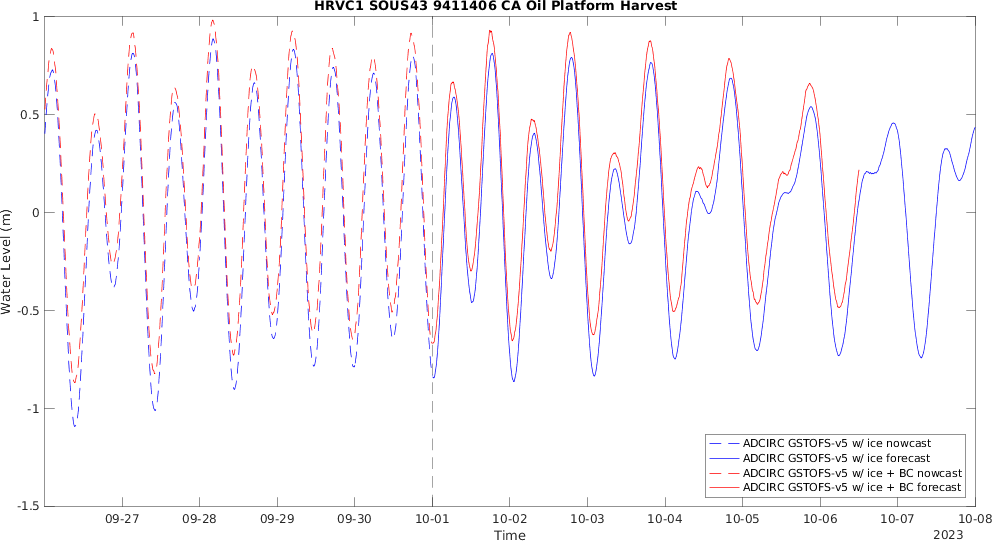 HRVC1 SOUS43 9411406 CA Oil Platform Harvest
1
0.5
0
-0.5
-1
-1.5
Water Level (m)
ADCIRC GSTOFS-v5 w/ ice nowcast
ADCIRC GSTOFS-v5 w/ ice forecast
ADCIRC GSTOFS-v5 w/ ice + BC nowcast
ADCIRC GSTOFS-v5 w/ ice + BC forecast
09-27 09-28 09-29 09-30 10-01 10-02 10-03 10-04 10-05 10-06 10-07 10-08
Time
2023